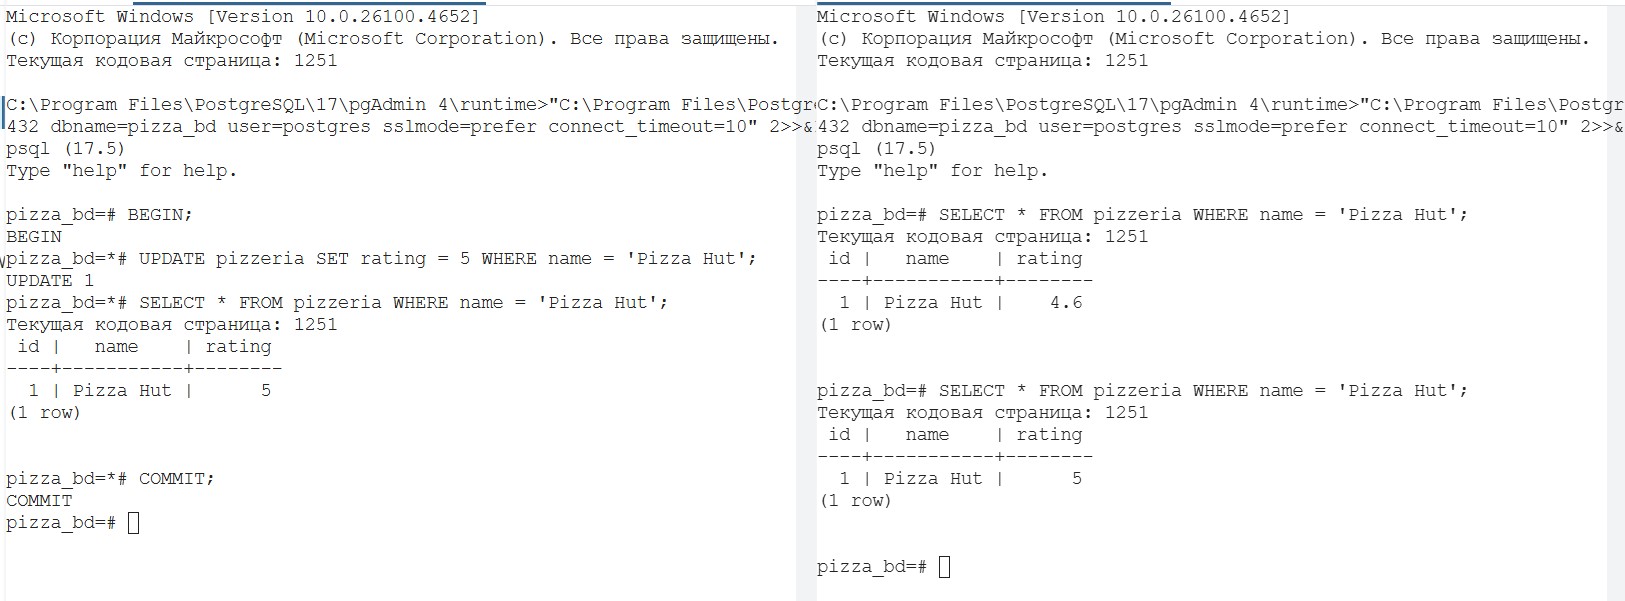 Microsoft Windows [Version 10.0.26100.4652]
(c) Корпорация Майкрософт (Microsoft Corporation). Все права защищены.
Текущая кодовая страница: 1251
C:\Program Files\PostgreSQL\17\pgAdmin 4\runtime>"C:\Program Files\Postgr
432 dbname=pizza_bd user=postgres sslmode=prefer connect_timeout=10" 2>>&
psql (17.5)
Type "help" for help.
pizza_bd=# BEGIN;
BEGIN
pizza_bd=*# UPDATE pizzeria SET rating = 5 WHERE name = 'Pizza Hut';
UPDATE 1
pizza_bd=*# SELECT * FROM pizzeria WHERE name = 'Pizza Hut';
Текущая кодовая страница: 1251
 id |   name    | rating
----+-----------+--------
  1 | Pizza Hut |      5
(1 row)
pizza_bd=*# COMMIT;
COMMIT
pizza_bd=#
Microsoft Windows [Version 10.0.26100.4652]
(c) Корпорация Майкрософт (Microsoft Corporation). Все права защищены.
Текущая кодовая страница: 1251
C:\Program Files\PostgreSQL\17\pgAdmin 4\runtime>"C:\Program Files\Postgr
432 dbname=pizza_bd user=postgres sslmode=prefer connect_timeout=10" 2>>&
psql (17.5)
Type "help" for help.
pizza_bd=# SELECT * FROM pizzeria WHERE name = 'Pizza Hut';
Текущая кодовая страница: 1251
 id |   name    | rating
----+-----------+--------
  1 | Pizza Hut |    4.6
(1 row)
pizza_bd=# SELECT * FROM pizzeria WHERE name = 'Pizza Hut';
Текущая кодовая страница: 1251
 id |   name    | rating
----+-----------+--------
  1 | Pizza Hut |      5
(1 row)
pizza_bd=#